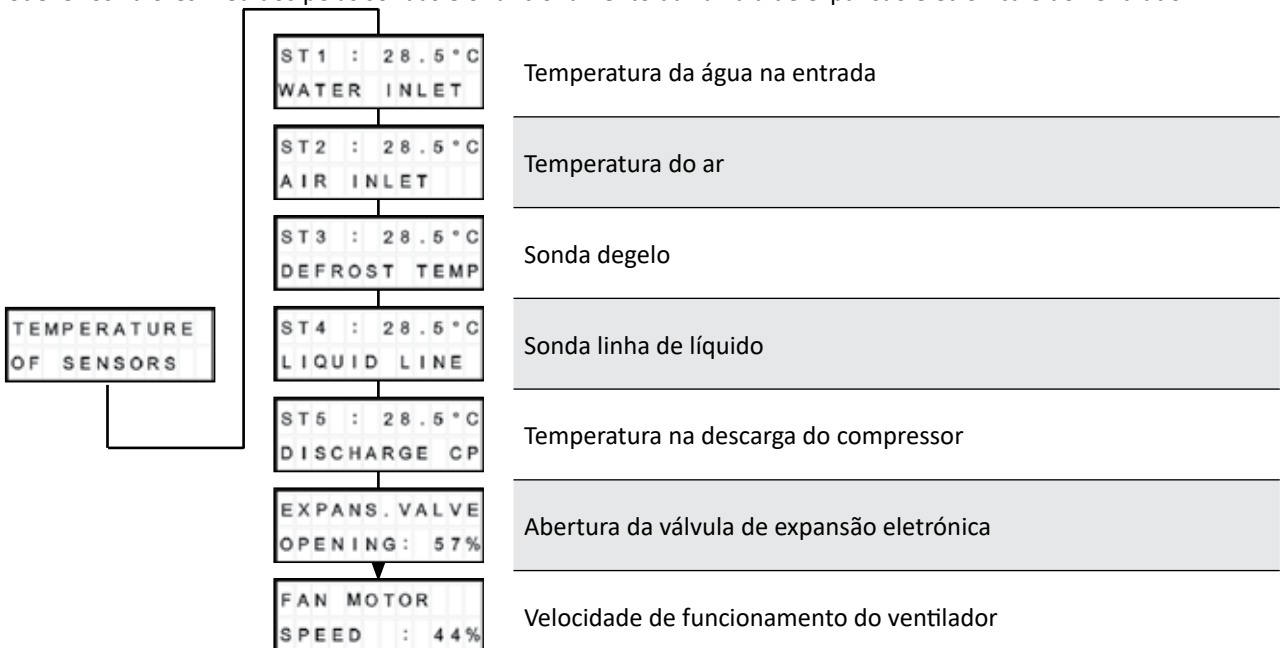 TEMPERATURE
OF SENSORS
ST1 : 28.5°C
WATER INLET
Temperatura da água na entrada
ST2 : 28.5°C
AIR INLET
Temperatura do ar
ST3 : 28.5°C
DEFROST TEMP
Sonda degelo
ST4 : 28.5°C
LIQUID LINE
Sonda linha de líquido
ST5 : 28.5°C
DISCHARGE CP
Temperatura na descarga do compressor
EXPANS.VALVE
OPENING: 57%
Abertura da válvula de expansão eletrónica
FAN MOTOR
SPEED : 44%
Velocidade de funcionamento do ventilador